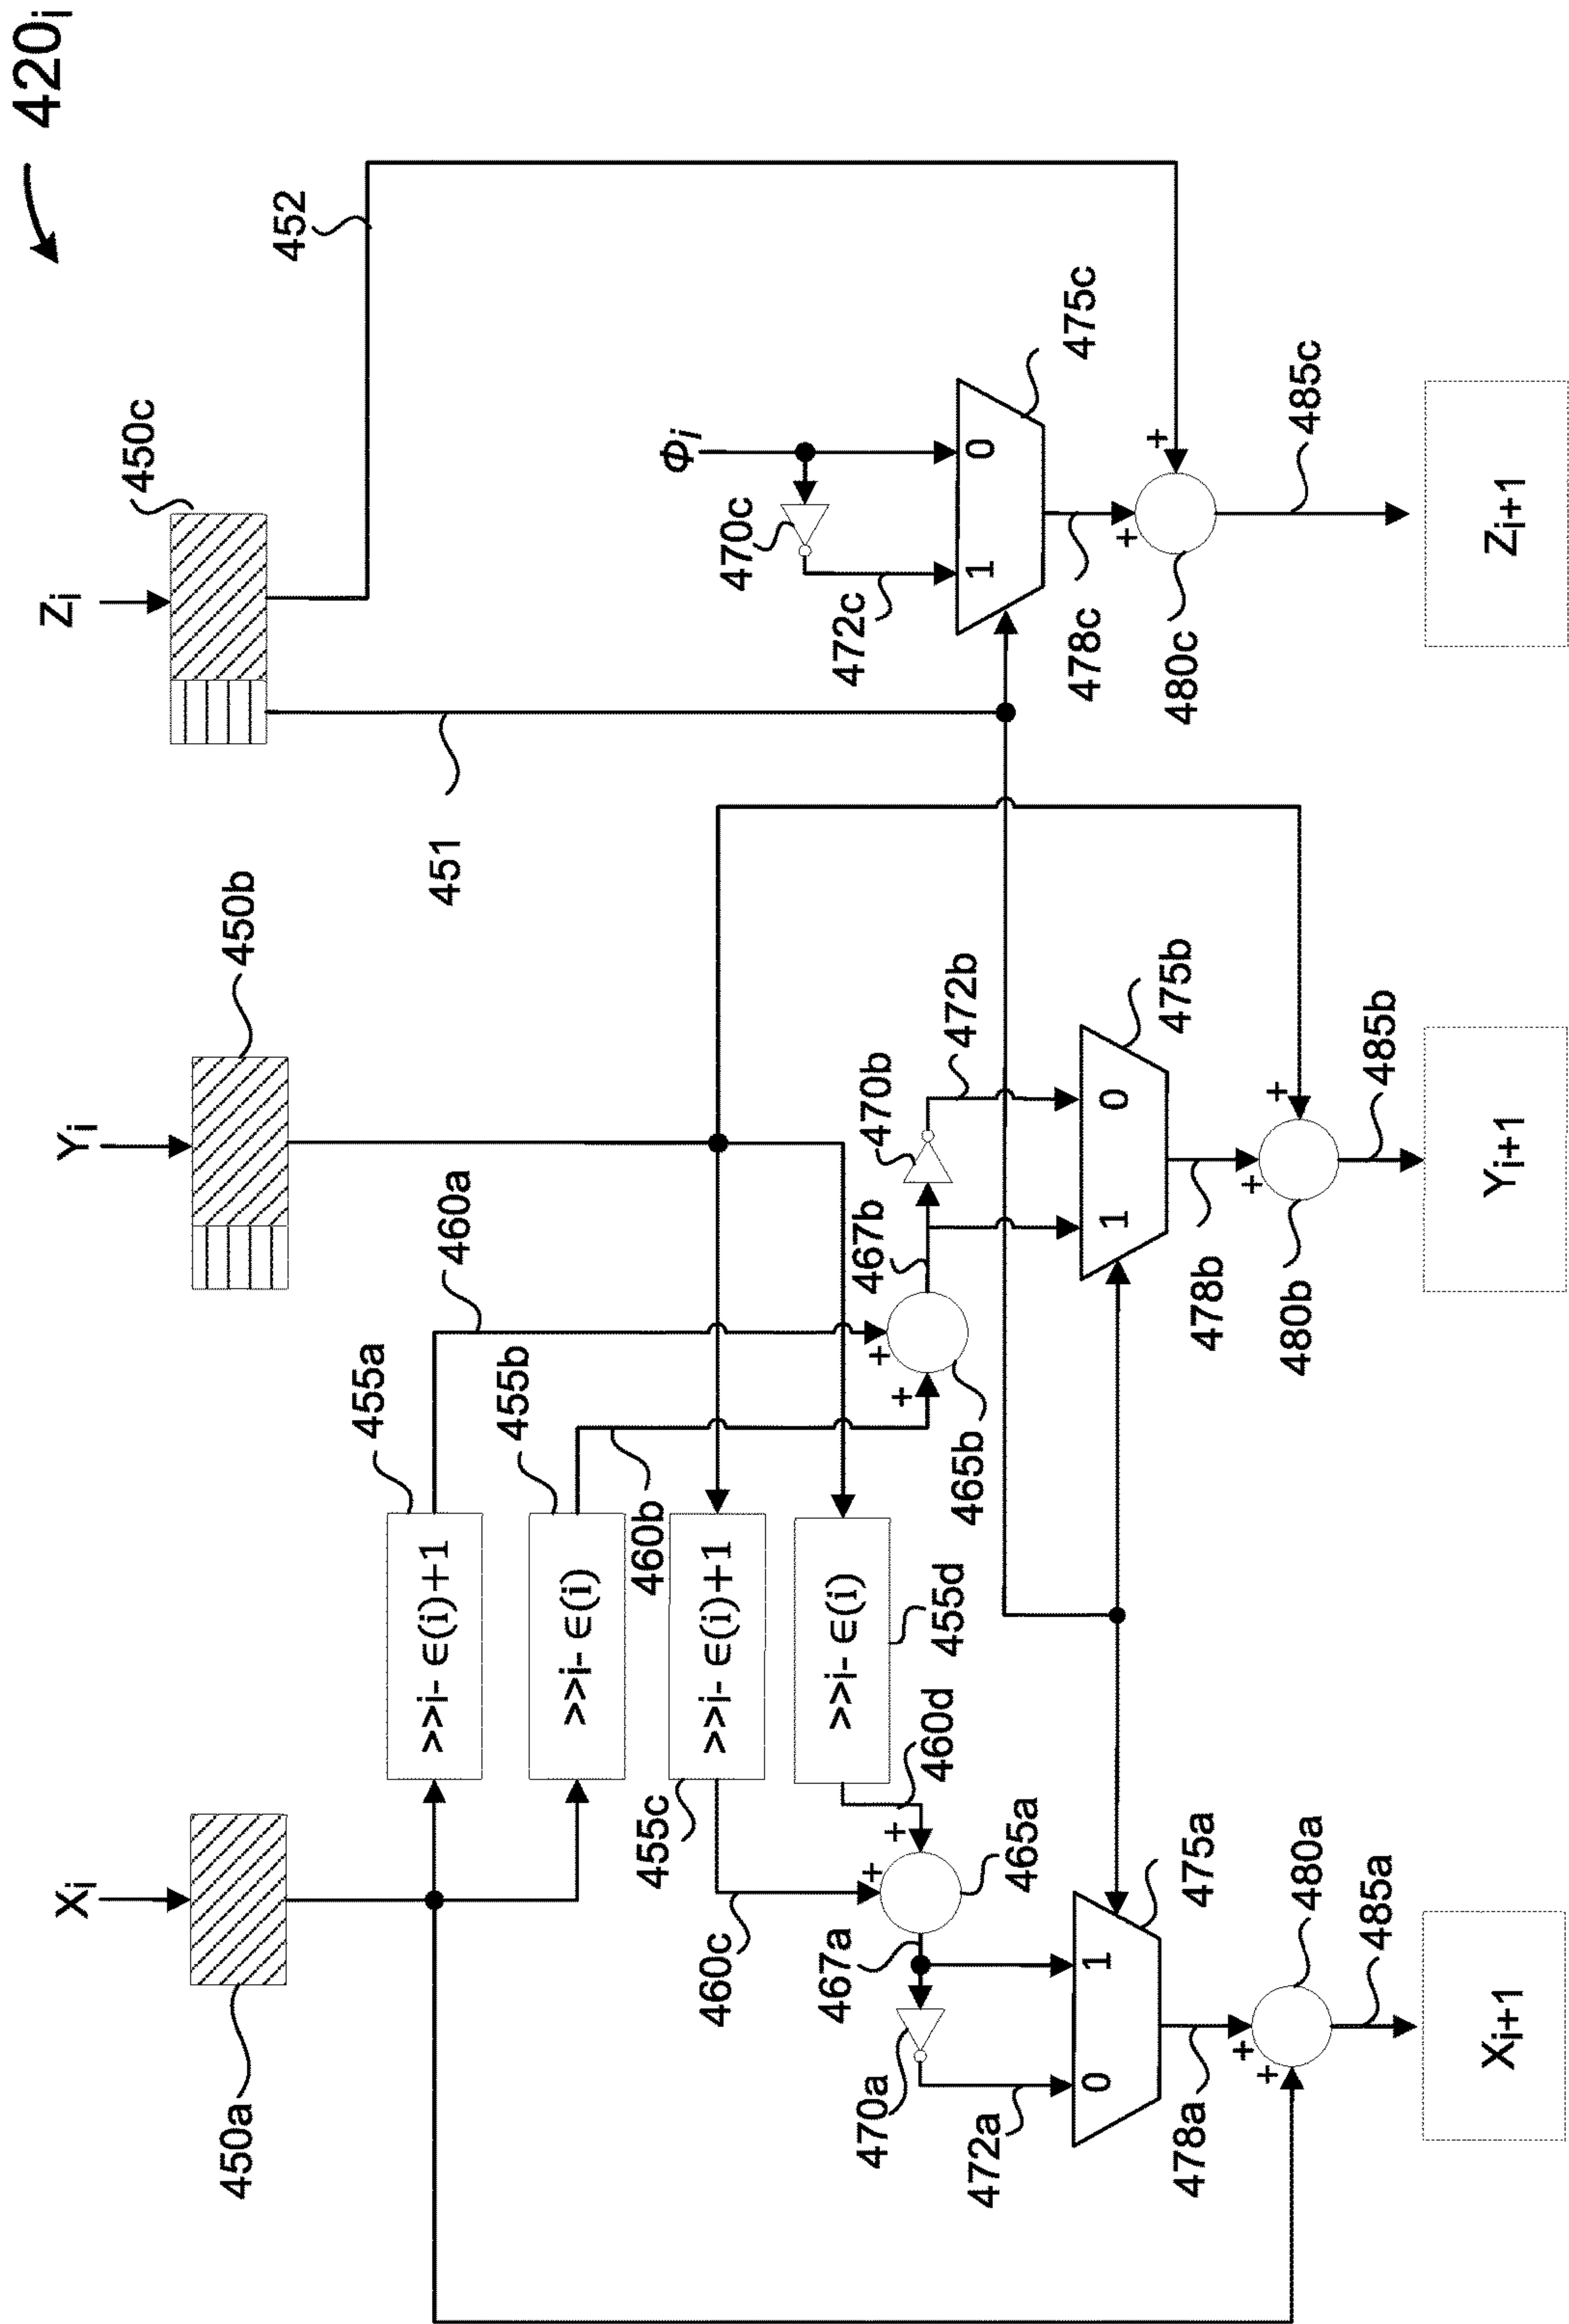 420i
Xi
Yi
Zi
450a
450b
450c
452
451
455a
>>i- ∈(i)+1
460a
455b
>>i- ∈(i)
460b
455c
>>i- ∈(i)+1
460c
455d
>>i- ∈(i)
460d
+
+
465a
467a
470a
472a
+
+
465b
467b
470b
472b
Φi
470c
472c
0
1
475a
1
0
475b
1
0
475c
478a
478b
478c
+
+
480a
+
+
480b
+
+
480c
485a
485b
485c
Xi+1
Yi+1
Zi+1